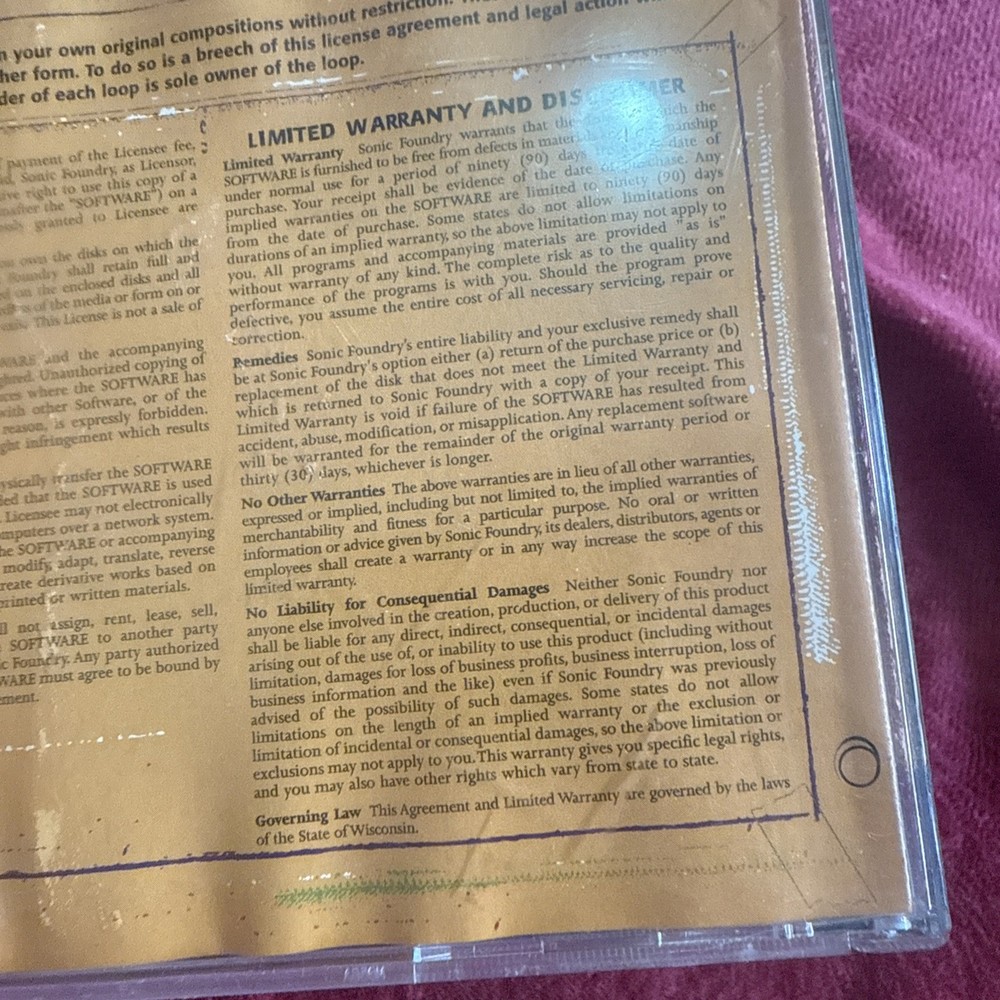 n your own original compositions without restriction.
her form. To do so is a breech of this license agreement and legal action
der of each loop is sole owner of the loop.
payment of the Licensee fee,
Sonic Foundry, as Licensor,
right to use this copy of a
the "SOFTWARE") on a
granted to Licensee are
own the disks on which the
shall retain full and
on the enclosed disks and all
of the media or form on or
This License is not a sale of
and the accompanying
Unauthorized copying of
where the SOFTWARE has
with other Software, or of the
reason, is expressly forbidden.
ght infringement which results
ysically transfer the SOFTWARE
ed that the SOFTWARE is used
Licensee may not electronically
mputers over a network system.
he SOFTWARE or accompanying
modify, adapt, translate, reverse
reate derivative works based on
printed or written materials.
ll not assign, rent, lease, sell,
SOFTWARE to another party
c Foundry. Any party authorized
WARE must agree to be bound by
ement.
LIMITED WARRANTY AND
Limited Warranty Sonic Foundry warrants that the which the
SOFTWARE is furnished to be free from defects in
under normal use for a period of ninety (90) days date of
purchase. Your receipt shall be evidence of the date Any
implied warranties on the SOFTWARE are limited to ninety (90) days
from the date of purchase. Some states do not allow limitations on
durations of an implied warranty, so the above limitation may not apply to
you. All programs and accompanying materials are provided "as is"
without warranty of any kind. The complete risk as to the quality and
performance of the programs is with you. Should the program prove
defective, you assume the entire cost of all necessary servicing, repair or
correction.
Remedies Sonic Foundry's entire liability and your exclusive remedy shall
be at Sonic Foundry's option either (a) return of the purchase price or (b)
replacement of the disk that does not meet the Limited Warranty and
which is returned to Sonic Foundry with a copy of your receipt. This
Limited Warranty is void if failure of the SOFTWARE has resulted from
accident, abuse, modification, or misapplication. Any replacement software
will be warranted for the remainder of the original warranty period or
thirty (30) days, whichever is longer.
No Other Warranties The above warranties are in lieu of all other warranties,
expressed or implied, including but not limited to, the implied warranties of
merchantability and fitness for a particular purpose. No oral or written
information or advice given by Sonic Foundry, its dealers, distributors, agents or
employees shall create a warranty or in any way increase the scope of this
limited warranty.
No Liability for Consequential Damages Neither Sonic Foundry nor
anyone else involved in the creation, production, or delivery of this product
shall be liable for any direct, indirect, consequential, or incidental damages
arising out of the use of, or inability to use this product (including without
limitation, damages for loss of business profits, business interruption, loss of
business information and the like) even if Sonic Foundry was previously
advised of the possibility of such damages. Some states do not allow
limitations on the length of an implied warranty or the exclusion or
limitation of incidental or consequential damages, so the above limitation or
exclusions may not apply to you. This warranty gives you specific legal rights,
and you may also have other rights which vary from state to state.
Governing Law This Agreement and Limited Warranty are governed by the laws
of the State of Wisconsin.